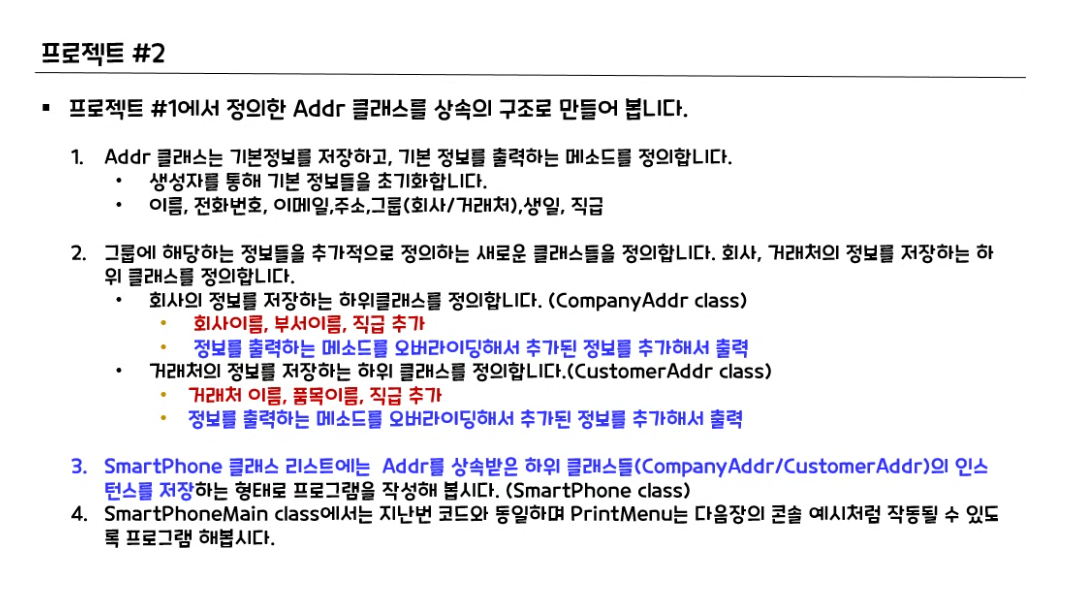 프로젝트 #2
▪ 프로젝트 #1에서 정의한 Addr 클래스를 상속의 구조로 만들어 봅니다.
1. Addr 클래스는 기본정보를 저장하고, 기본 정보를 출력하는 메소드를 정의합니다.
• 생성자를 통해 기본 정보들을 초기화합니다.
• 이름, 전화번호, 이메일,주소,그룹(회사/거래처),생일, 직급
2. 그룹에 해당하는 정보들을 추가적으로 정의하는 새로운 클래스들을 정의합니다. 회사, 거래처의 정보를 저장하는 하
위 클래스를 정의합니다.
• 회사의 정보를 저장하는 하위클래스를 정의합니다. (CompanyAddr class)
• 회사이름, 부서이름, 직급 추가
• 정보를 출력하는 메소드를 오버라이딩해서 추가된 정보를 추가해서 출력
• 거래처의 정보를 저장하는 하위 클래스를 정의합니다.(CustomerAddr class)
• 거래처 이름, 품목이름, 직급 추가
• 정보를 출력하는 메소드를 오버라이딩해서 추가된 정보를 추가해서 출력
3. SmartPhone 클래스 리스트에는 Addr를 상속받은 하위 클래스들(CompanyAddr/CustomerAddr)의 인스
턴스를 저장하는 형태로 프로그램을 작성해 봅시다. (SmartPhone class)
4. SmartPhoneMain class에서는 지난번 코드와 동일하며 PrintMenu는 다음장의 콘솔 예시처럼 작동될 수 있도
록 프로그램 해봅시다.